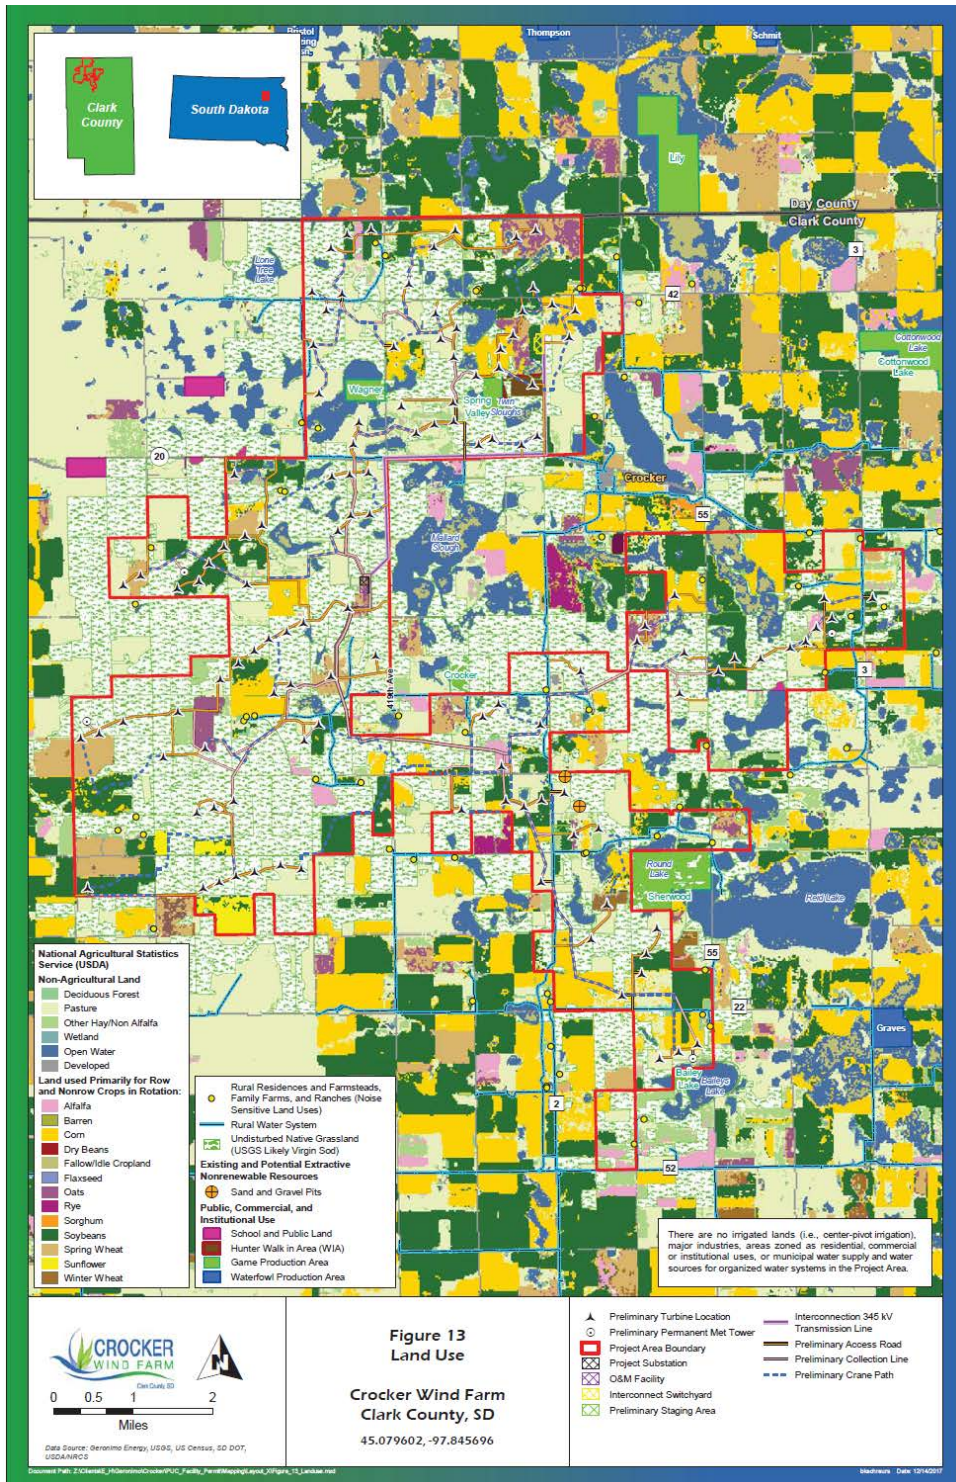 Bristol
Thompson
Schmit
Clark
County
South Dakota
Lily
Day County
Clark County
3
Lone
Tree
Lake
42
Cottonwood
Lake
Cottonwood
Lake
Wagner
Spring
Valley
Twin
Sloughs
20
Crocker
55
Mallard
Slough
Crocker
419th Ave
3
Round
Lake
Sherwood
Reid Lake
55
22
Graves
Bailey
Lake
Baileys
Lake
2
52
National Agricultural Statistics
Service (USDA)
Non-Agricultural Land
Deciduous Forest
Pasture
Other Hay/Non Alfalfa
Wetland
Open Water
Developed
Land used Primarily for Row
and Nonrow Crops in Rotation:
Alfalfa
Barren
Corn
Dry Beans
Fallow/Idle Cropland
Flaxseed
Oats
Rye
Sorghum
Soybeans
Spring Wheat
Sunflower
Winter Wheat
Rural Residences and Farmsteads,
Family Farms, and Ranches (Noise
Sensitive Land Uses)
Rural Water System
Undisturbed Native Grassland
(USGS Likely Virgin Sod)
Existing and Potential Extractive
Nonrenewable Resources
Sand and Gravel Pits
Public, Commercial, and
Institutional Use
School and Public Land
Hunter Walk in Area (WIA)
Game Production Area
Waterfowl Production Area
There are no irrigated lands (i.e., center-pivot irrigation),
major industries, areas zoned as residential, commercial
or institutional uses, or municipal water supply and water
sources for organized water systems in the Project Area.
CROCKER
WIND FARM
Clark County, SD
N
0 0.5 1 2
Miles
Data Source: Geronimo Energy, USGS, US Census, SD DOT,
USDA/NRCS
Figure 13
Land Use
Crocker Wind Farm
Clark County, SD
45.079602, -97.845696
Preliminary Turbine Location
Preliminary Permanent Met Tower
Project Area Boundary
Project Substation
O&M Facility
Interconnect Switchyard
Preliminary Staging Area
Interconnection 345 kV
Transmission Line
Preliminary Access Road
Preliminary Collection Line
Preliminary Crane Path
Date: 12/14/2017